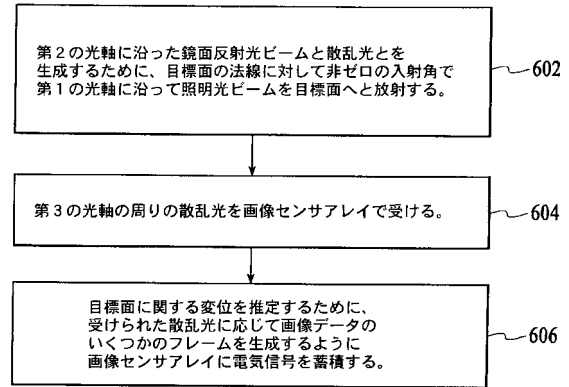 第2の光軸に沿った鏡面反射光ビームと散乱光とを
生成するために、目標面の法線に対して非ゼロの入射角で
第1の光軸に沿って照明光ビームを目標面へと放射する。
602
第3の光軸の周りの散乱光を画像センサアレイで受ける。
604
目標面に関する変位を推定するために、
受けられた散乱光に応じて画像データの
いくつかのフレームを生成するように
画像センサアレイに電気信号を蓄積する。
606